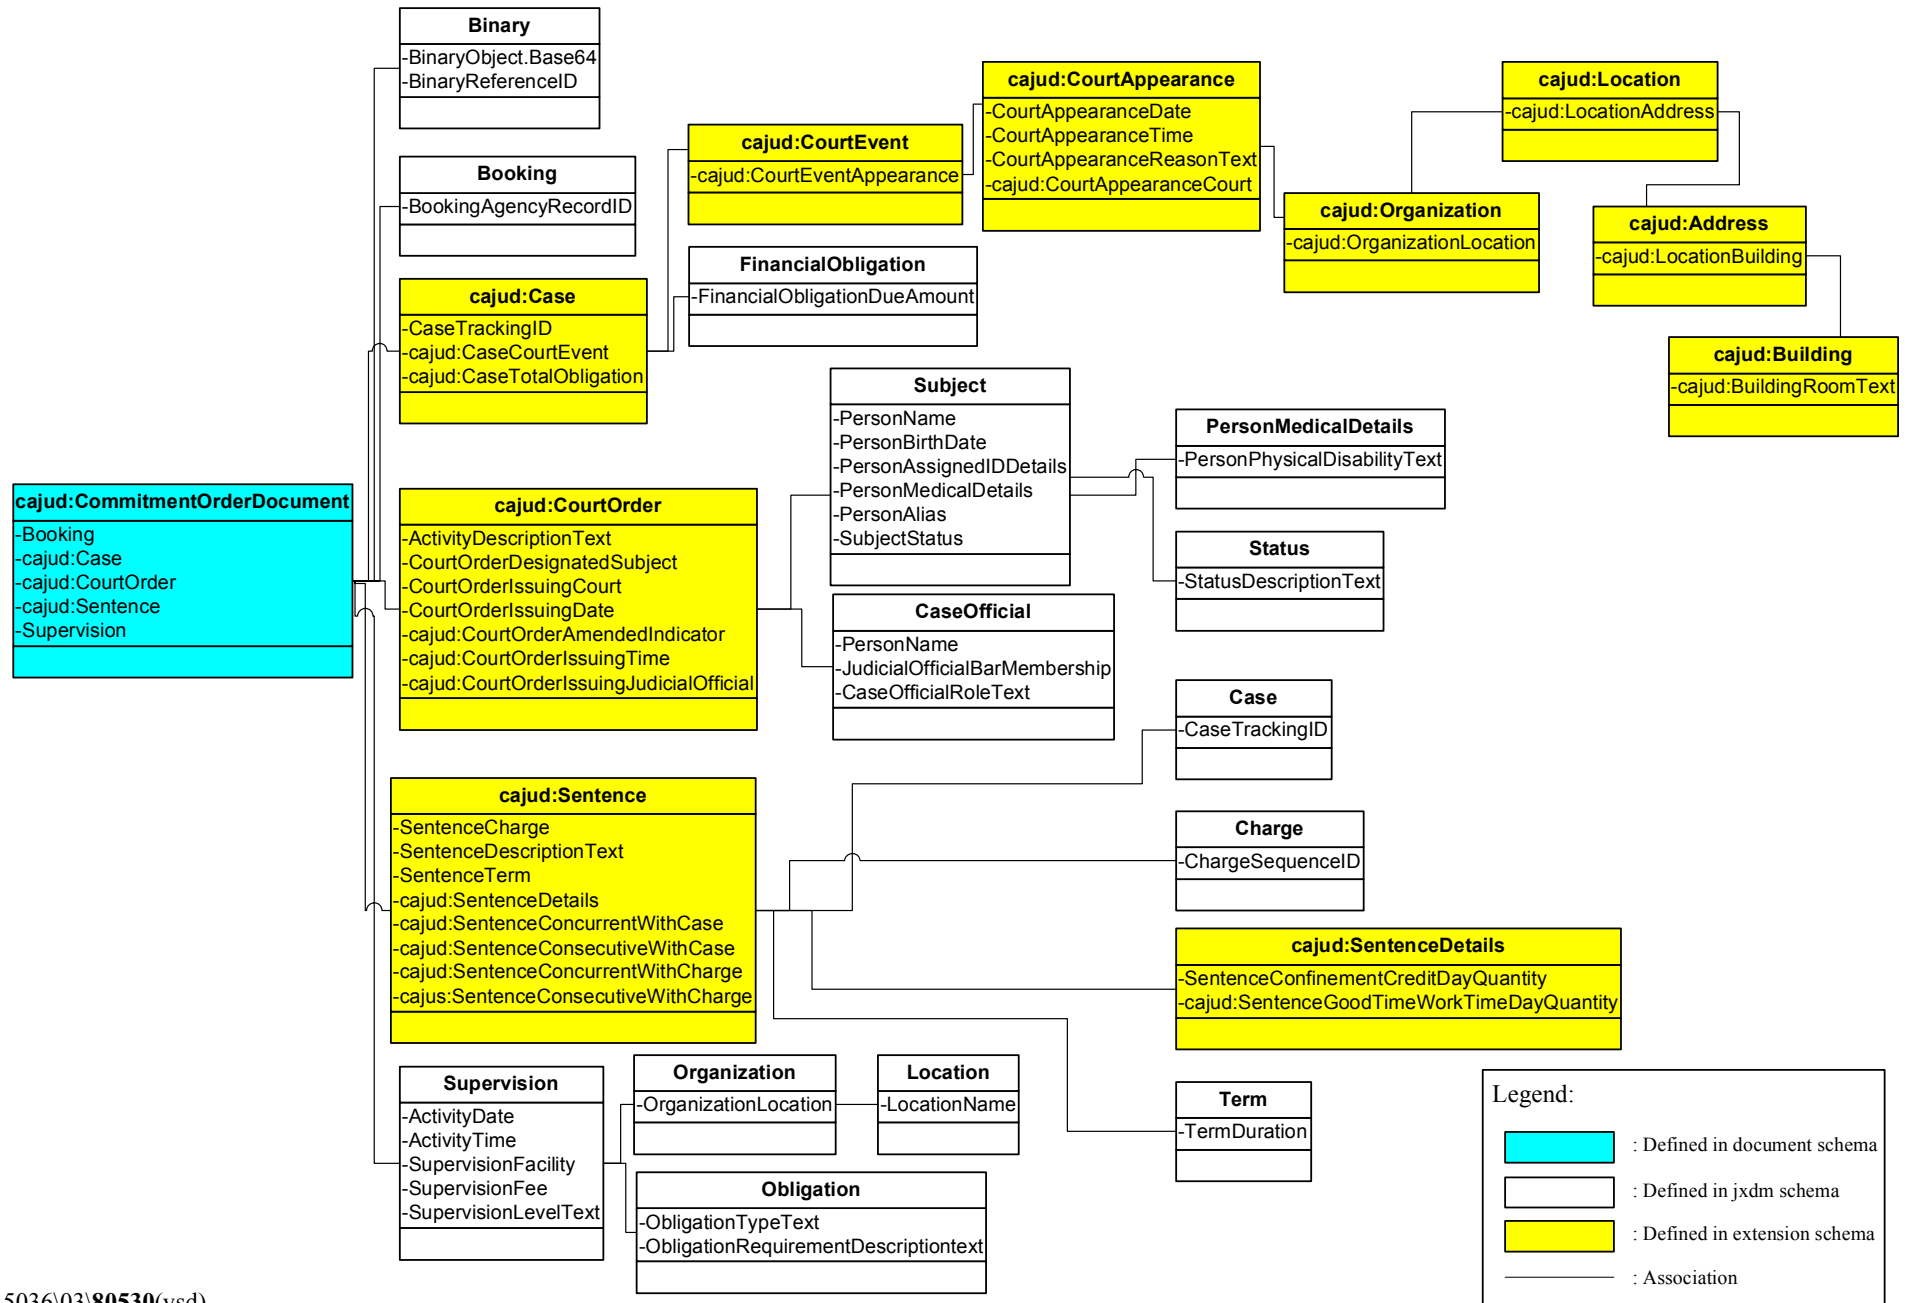 Binary
-BinaryObject.Base64
-BinaryReferenceID
Booking
-BookingAgencyRecordID
cajud:Case
-CaseTrackingID
-cajud:CaseCourtEvent
-cajud:CaseTotalObligation
cajud:CourtEvent
-cajud:CourtEventAppearance
FinancialObligation
-FinancialObligationDueAmount
cajud:CourtAppearance
-CourtAppearanceDate
-CourtAppearanceTime
-CourtAppearanceReasonText
-cajud:CourtAppearanceCourt
cajud:Organization
-cajud:OrganizationLocation
cajud:Location
-cajud:LocationAddress
cajud:Address
-cajud:LocationBuilding
cajud:Building
-cajud:BuildingRoomText
cajud:CommitmentOrderDocument
-Booking
-cajud:Case
-cajud:CourtOrder
-cajud:Sentence
-Supervision
cajud:CourtOrder
-ActivityDescriptionText
-CourtOrderDesignatedSubject
-CourtOrderIssuingCourt
-CourtOrderIssuingDate
-cajud:CourtOrderAmendedIndicator
-cajud:CourtOrderIssuingTime
-cajud:CourtOrderIssuingJudicialOfficial
Subject
-PersonName
-PersonBirthDate
-PersonAssignedIDDetails
-PersonMedicalDetails
-PersonAlias
-SubjectStatus
PersonMedicalDetails
-PersonPhysicalDisabilityText
Status
-StatusDescriptionText
CaseOfficial
-PersonName
-JudicialOfficialBarMembership
-CaseOfficialRoleText
cajud:Sentence
-SentenceCharge
-SentenceDescriptionText
-SentenceTerm
-cajud:SentenceDetails
-cajud:SentenceConcurrentWithCase
-cajud:SentenceConsecutiveWithCase
-cajud:SentenceConcurrentWithCharge
-cajus:SentenceConsecutiveWithCharge
Case
-CaseTrackingID
Charge
-ChargeSequenceID
cajud:SentenceDetails
-SentenceConfinementCreditDayQuantity
-cajud:SentenceGoodTimeWorkTimeDayQuantity
Term
-TermDuration
Supervision
-ActivityDate
-ActivityTime
-SupervisionFacility
-SupervisionFee
-SupervisionLevelText
Organization
-OrganizationLocation
Location
-LocationName
Obligation
-ObligationTypeText
-ObligationRequirementDescriptiontext
Legend:
: Defined in document schema
: Defined in jxdm schema
: Defined in extension schema
: Association
5036\03\80530(vsd)